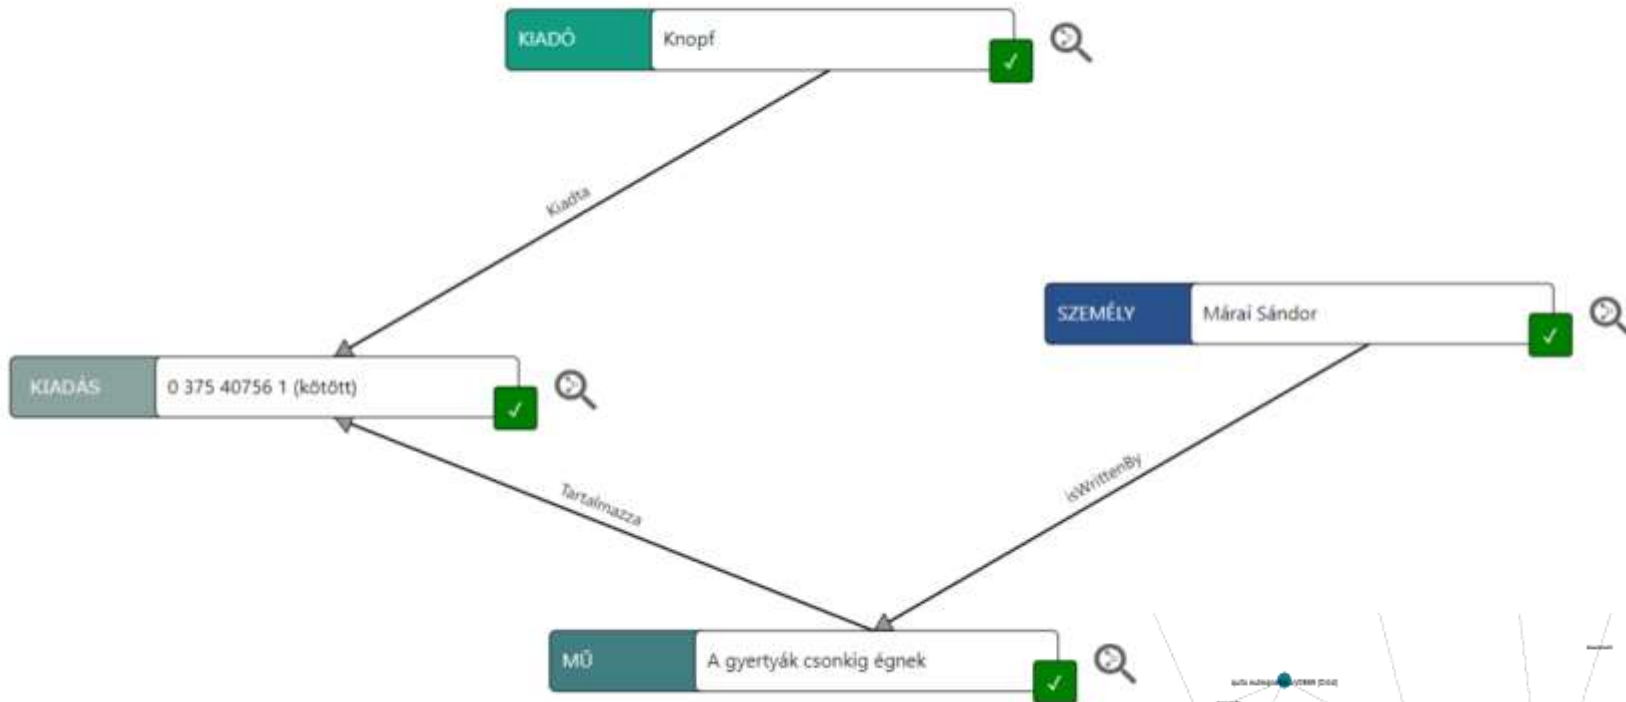 KIADÓ Knopf
Kiadta
SZEMÉLY Márai Sándor
KIADÁS 0 375 40756 1 (kötött)
isWrittenBy
Tartalmazza
MŰ A gyertyák csonkig égnek